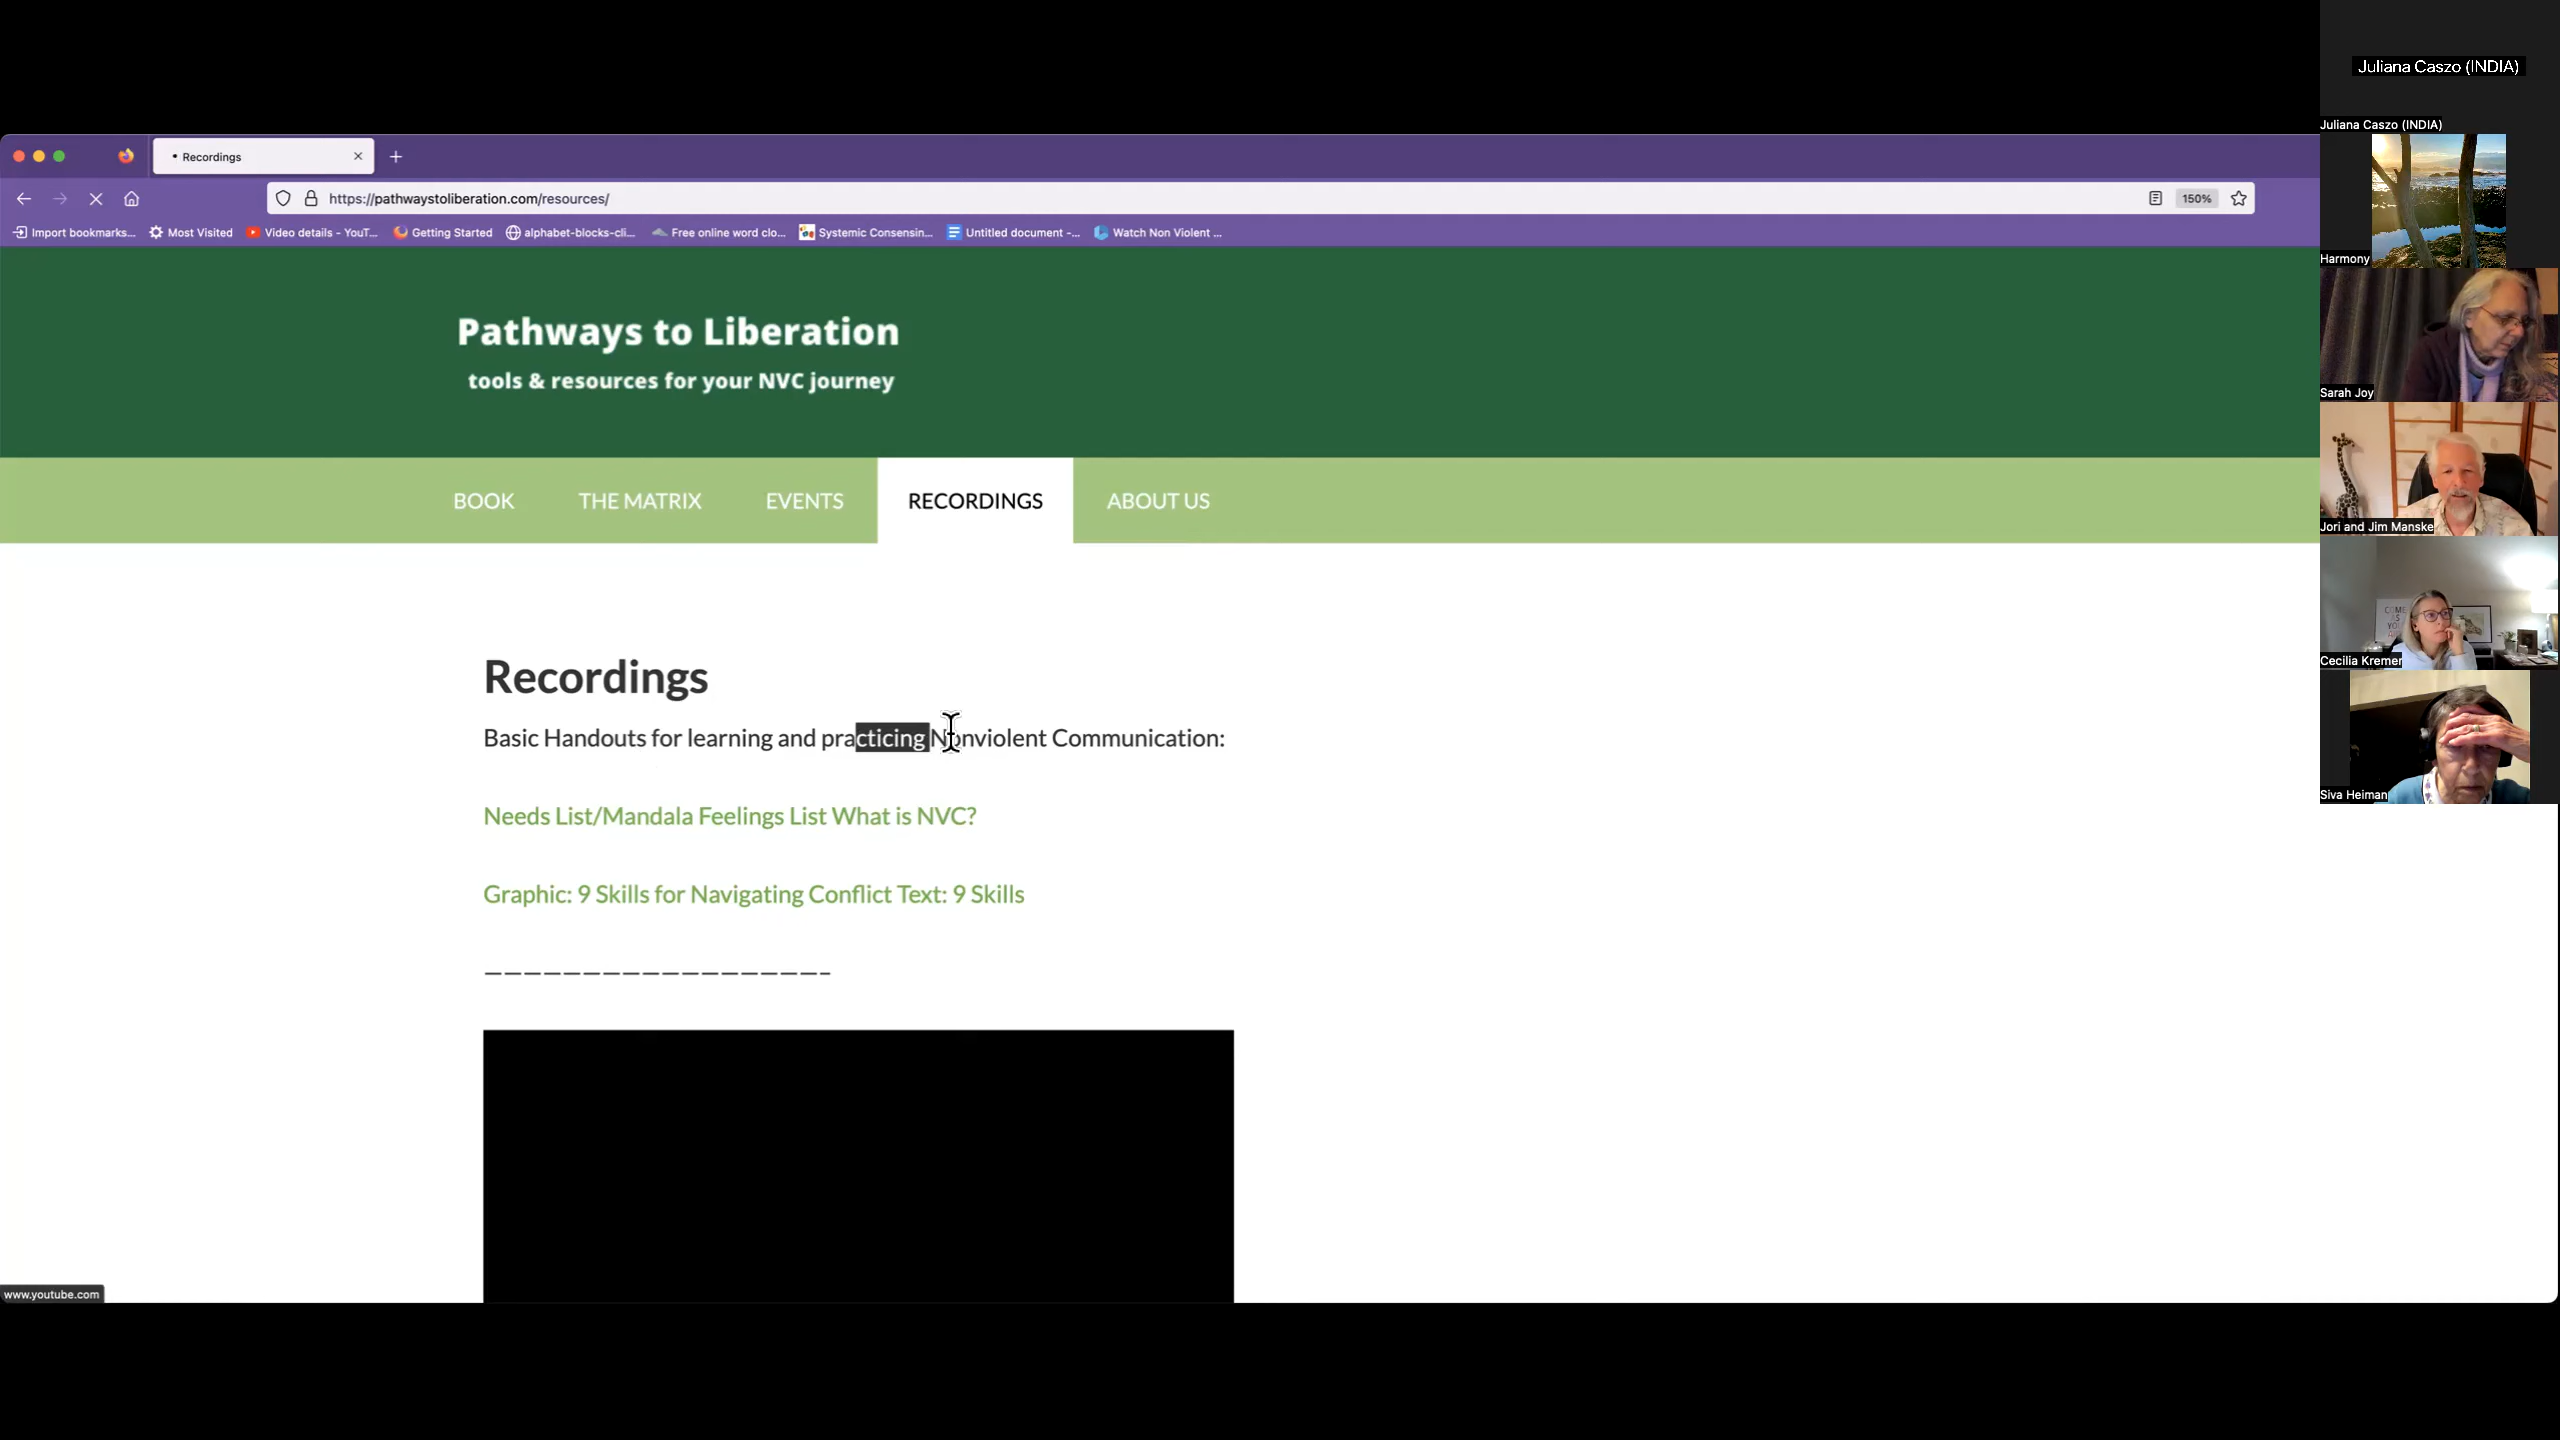 Juliana Caszo (INDIA)
Juliana Caszo (INDIA)
Harmony
Sarah Joy
Jori and Jim Manske
COME
AS
YOU
Cecilia Kremer
Siva Heiman
Recordings
https://pathwaystoliberation.com/resources/
150%
Import bookmarks...
Most Visited
Video details - YouT...
Getting Started
alphabet-blocks-cli...
Free online word clo...
Systemic Consensin...
Untitled document -...
Watch Non Violent ...
Pathways to Liberation
tools & resources for your NVC journey
BOOK
THE MATRIX
EVENTS
RECORDINGS
ABOUT US
Recordings
Basic Handouts for learning and practicing Nonviolent Communication:
Needs List/Mandala Feelings List What is NVC?
Graphic: 9 Skills for Navigating Conflict Text: 9 Skills
——————————————————–
www.youtube.com